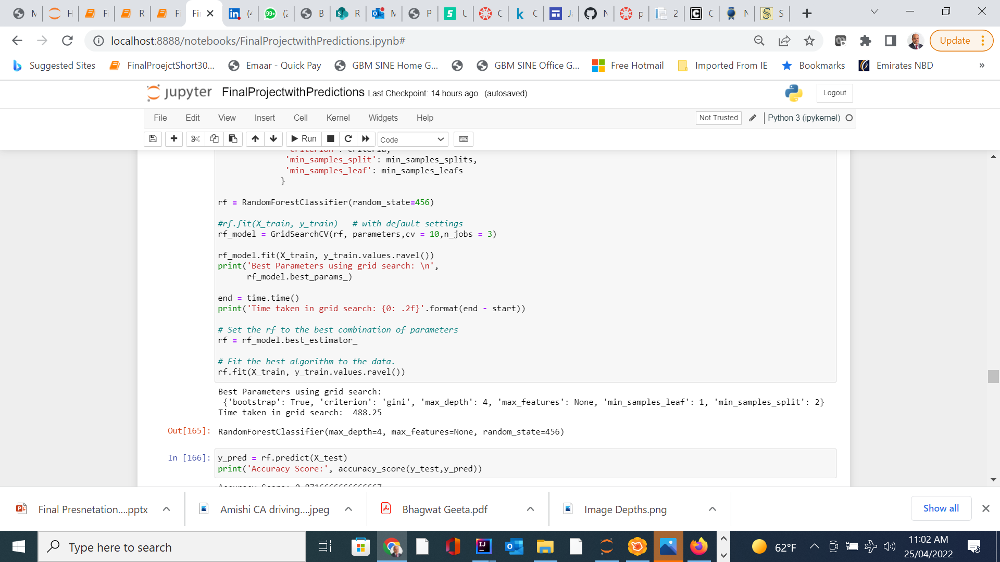 M
H
F
R
F
Fi
(4
(2
99+
B
R
M
P
U
C
C
J
N
p
2
C
N
S
localhost:8888/notebooks/FinalProjectwithPredictions.ipynb#
Update
Suggested Sites
FinalProejctShort30...
Emaar - Quick Pay
GBM SINE Home G...
GBM SINE Office G...
Free Hotmail
Imported From IE
Bookmarks
Emirates NBD
»
jupyter FinalProjectwithPredictions Last Checkpoint: 14 hours ago (autosaved)
Logout
File Edit View Insert Cell Kernel Widgets Help
Not Trusted
Python 3 (ipykernel)
Run
Code
'criterion': criteria,
'min_samples_split': min_samples_splits,
'min_samples_leaf': min_samples_leafs
}
rf = RandomForestClassifier(random_state=456)
#rf.fit(X_train, y_train)   # with default settings
rf_model = GridSearchCV(rf, parameters,cv = 10,n_jobs = 3)
rf_model.fit(X_train, y_train.values.ravel())
print('Best Parameters using grid search: \n',
rf_model.best_params_)
end = time.time()
print('Time taken in grid search: {0: .2f}'.format(end - start))
# Set the rf to the best combination of parameters
rf = rf_model.best_estimator_
# Fit the best algorithm to the data.
rf.fit(X_train, y_train.values.ravel())
Best Parameters using grid search:
{'bootstrap': True, 'criterion': 'gini', 'max_depth': 4, 'max_features': None, 'min_samples_leaf': 1, 'min_samples_split': 2}
Time taken in grid search:  488.25
Out[165]: RandomForestClassifier(max_depth=4, max_features=None, random_state=456)
In [166]: y_pred = rf.predict(X_test)
print('Accuracy Score:', accuracy_score(y_test,y_pred))
Accuracy Score: 0.8716666666666667
Final Presnetation....pptx
Amishi CA driving....jpeg
Bhagwat Geeta.pdf
Image Depths.png
Show all
Type here to search
62°F
11:02 AM
25/04/2022